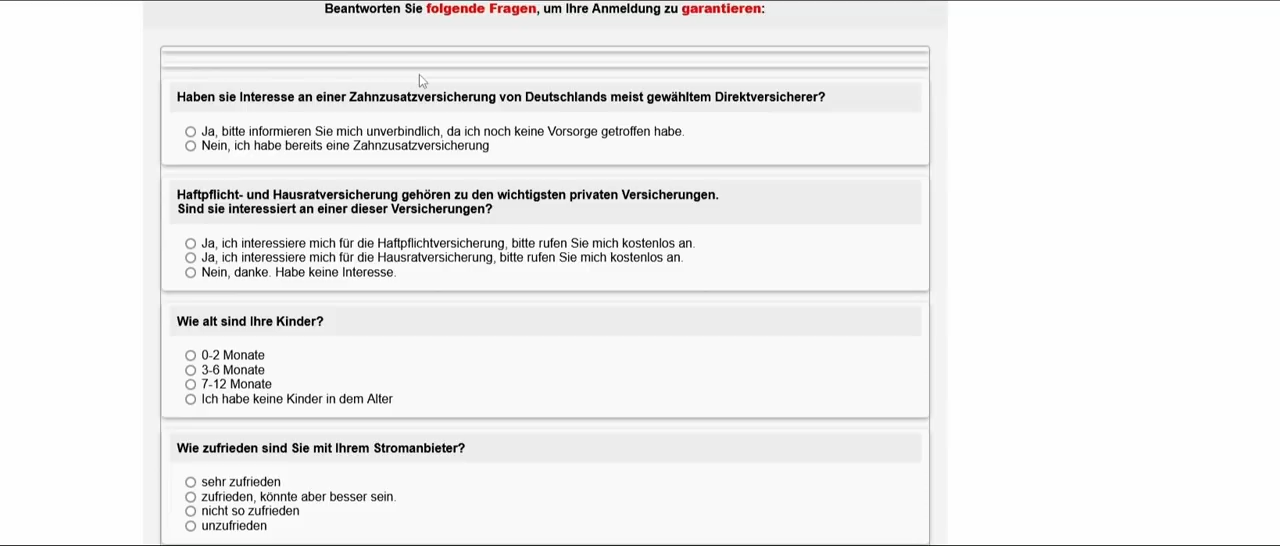 Beantworten Sie folgende Fragen, um Ihre Anmeldung zu garantieren:
Haben sie Interesse an einer Zahnzusatzversicherung von Deutschlands meist gewähltem Direktversicherer?
Ja, bitte informieren Sie mich unverbindlich, da ich noch keine Vorsorge getroffen habe.
Nein, ich habe bereits eine Zahnzusatzversicherung
Haftpflicht- und Hausratversicherung gehören zu den wichtigsten privaten Versicherungen.
Sind sie interessiert an einer dieser Versicherungen?
Ja, ich interessiere mich für die Haftpflichtversicherung, bitte rufen Sie mich kostenlos an.
Ja, ich interessiere mich für die Hausratversicherung, bitte rufen Sie mich kostenlos an.
Nein, danke. Habe keine Interesse.
Wie alt sind Ihre Kinder?
0-2 Monate
3-6 Monate
7-12 Monate
Ich habe keine Kinder in dem Alter
Wie zufrieden sind Sie mit Ihrem Stromanbieter?
sehr zufrieden
zufrieden, könnte aber besser sein.
nicht so zufrieden
unzufrieden